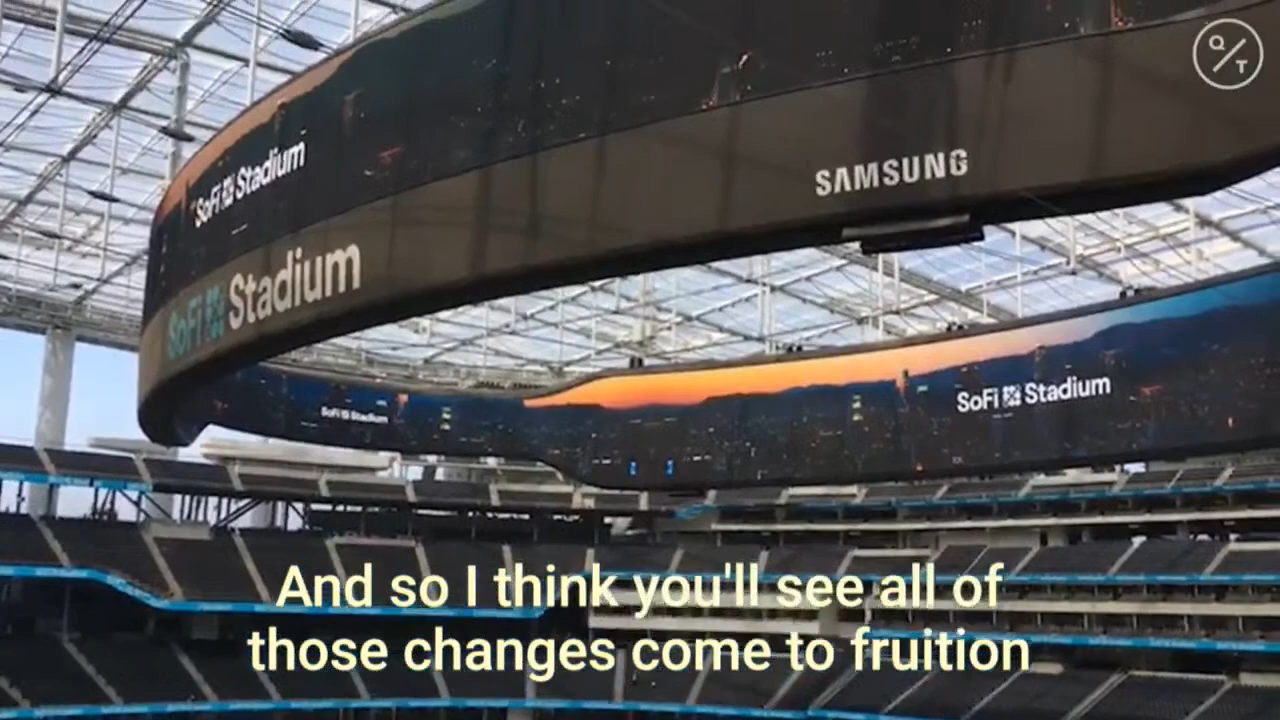 Q
T
SAMSUNG
SoFi Stadium
SoFi Stadium
SoFi Stadium
SoFi Stadium
And so I think you'll see all of
those changes come to fruition